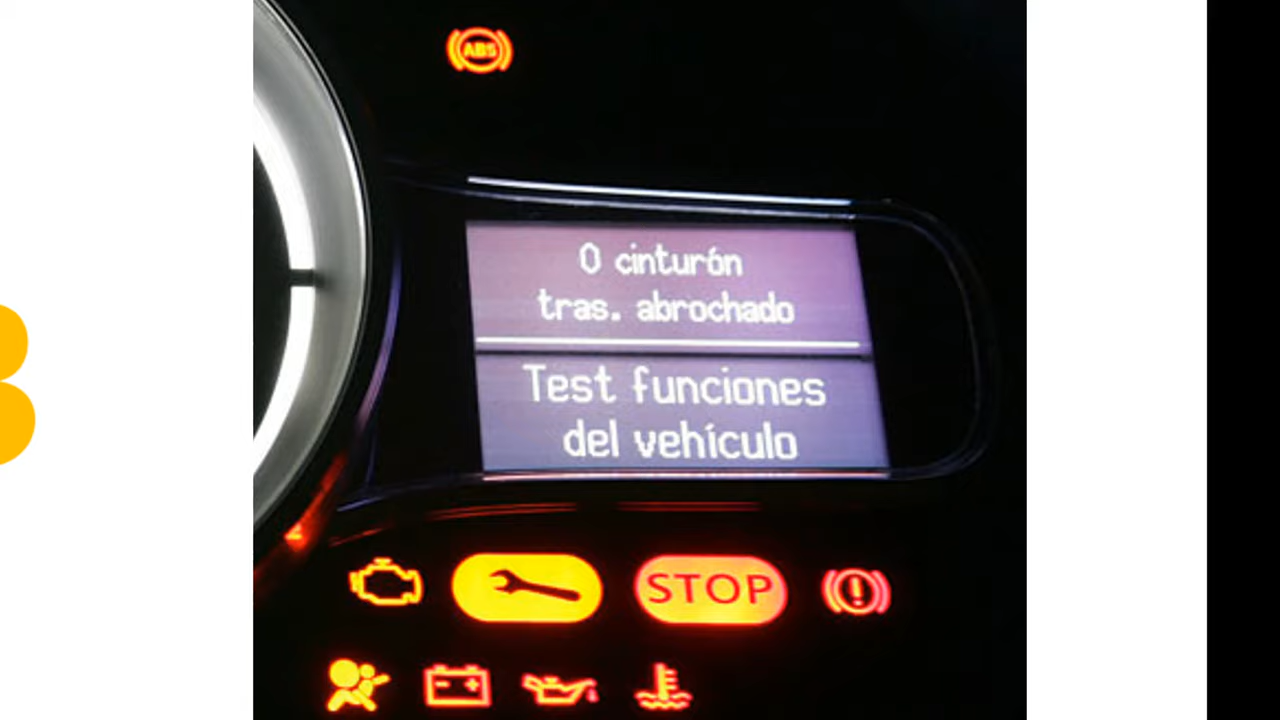 ABS
0 cinturón
tras. abrochado
Test funciones
del vehículo
STOP